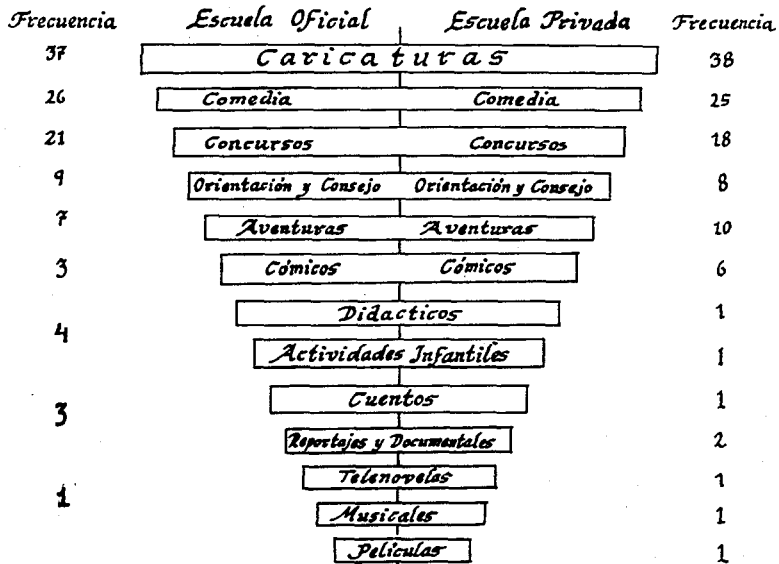 Frecuencia Escuela Oficial Escuela Privada Frecuencia
37 Caricaturas 38
26 Comedia Comedia 25
21 Concursos Concursos 18
9 Orientación y Consejo Orientación y Consejo 8
7 Aventuras Aventuras 10
3 Cómicos Cómicos 6
Didacticos 1
4
Actividades Infantiles 1
3 Cuentos 1
Reportajes y Documentales 2
Telenovelas 1
1
Musicales 1
Películas 1